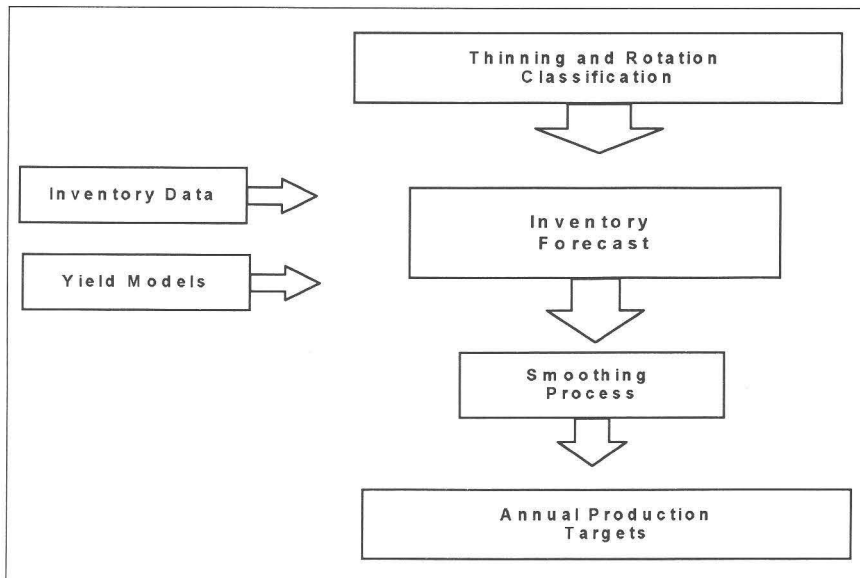 Thinning and Rotation
Classification
Inventory Data
Inventory
Forecast
Yield Models
Smoothing
Process
Annual Production
Targets